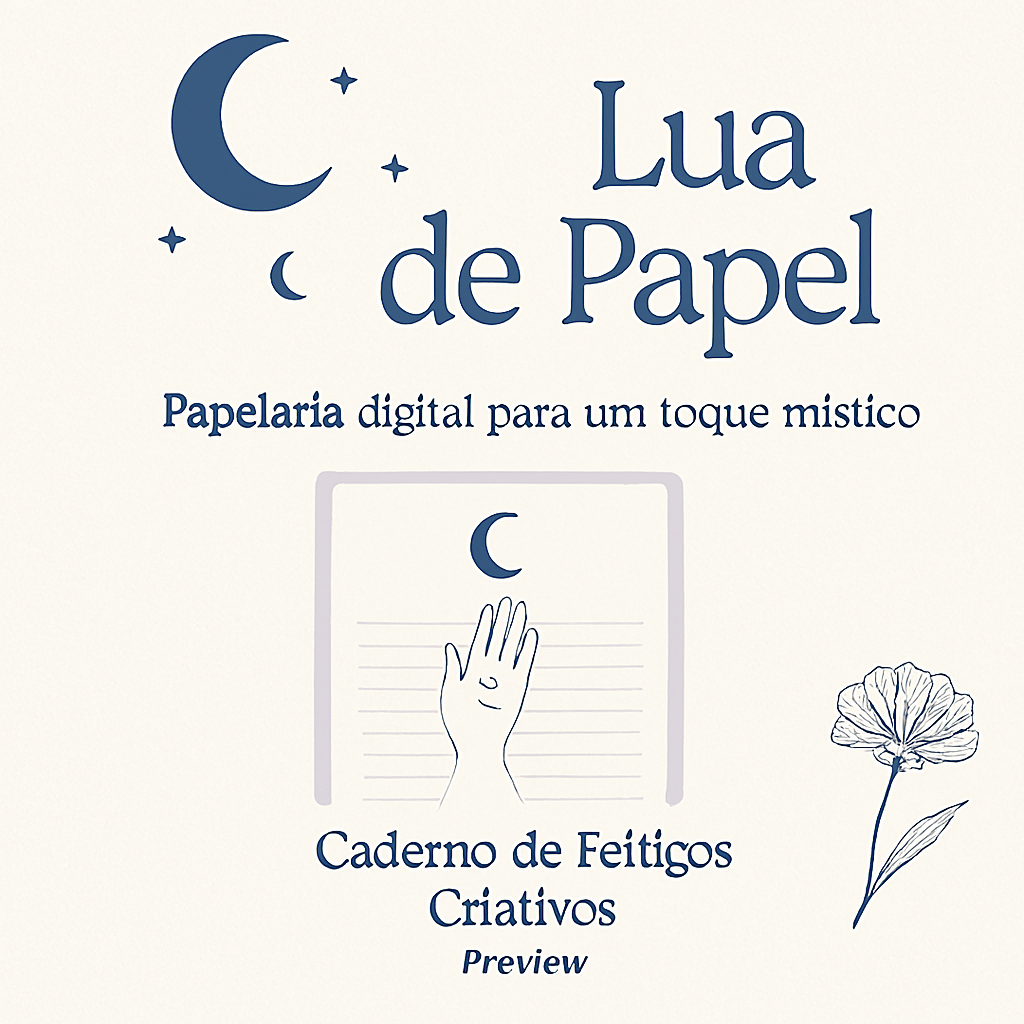 Lua
de Papel
Papelaria digital para um toque mistico
Caderno de Feitiços
Criativos
Preview